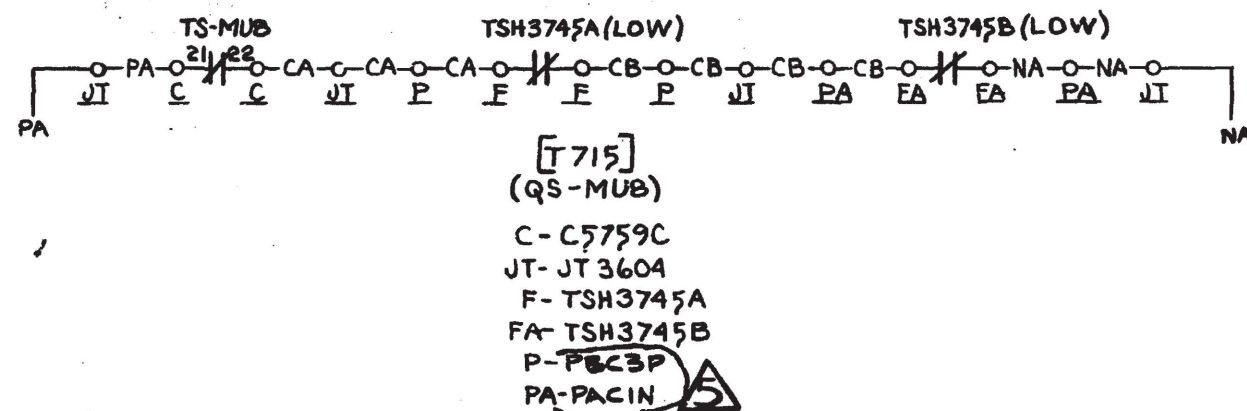 TS-MUB TSH3745A(LOW) TSH3745B(LOW)
PA 21 22 CA CA CA CB CB CB CB NA NA
JT C C JT P F F P JT PA FA FA PA JT
PA NA
[T715]
(QS-MUB)
C-C5759C
JT-JT3604
F-TSH3745A
FA-TSH3745B
P-PBC3P
PA-PACIN 5